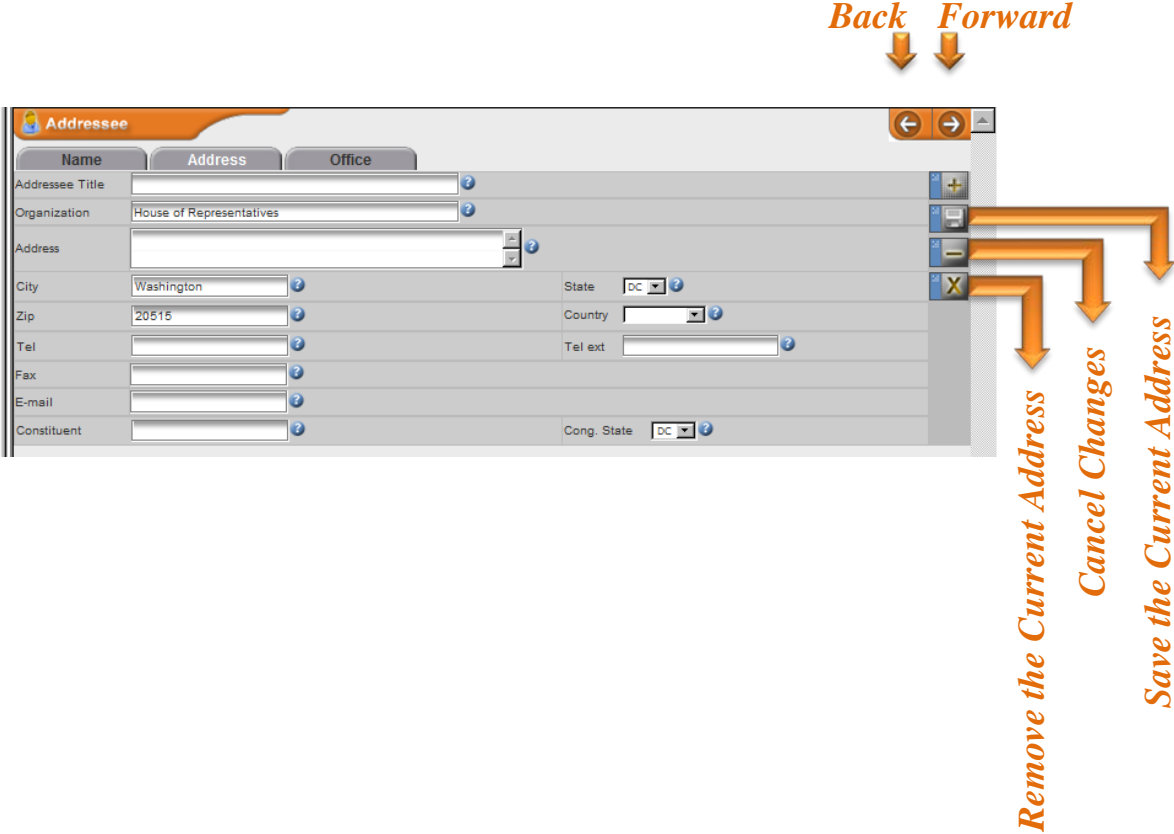 Back Forward
Addressee
Name Address Office
Addressee Title
Organization House of Representatives
Address
City Washington State DC
Zip 20515 Country
Tel Tel ext
Fax
E-mail
Constituent Cong. State DC
Remove the Current Address
Cancel Changes
Save the Current Address